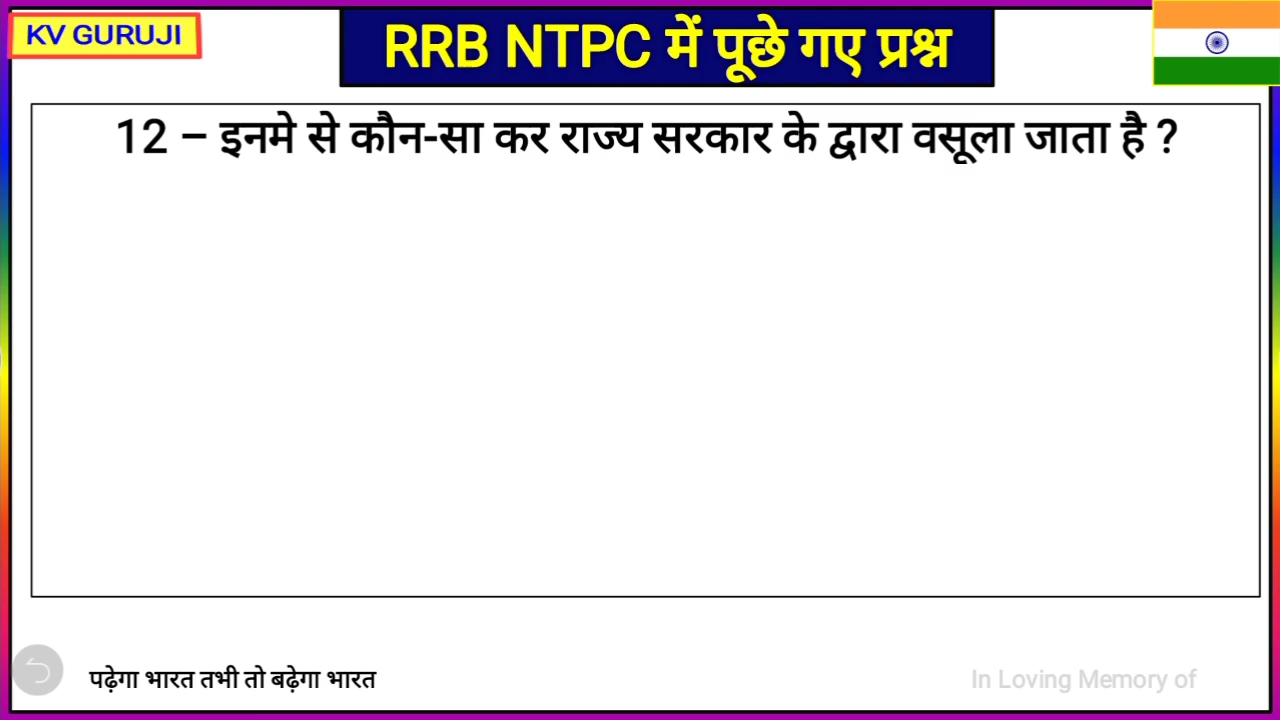 KV GURUJI
RRB NTPC में पूछे गए प्रश्न
12 – इनमे से कौन-सा कर राज्य सरकार के द्वारा वसूला जाता है ?
पढ़ेगा भारत तभी तो बढ़ेगा भारत
In Loving Memory of